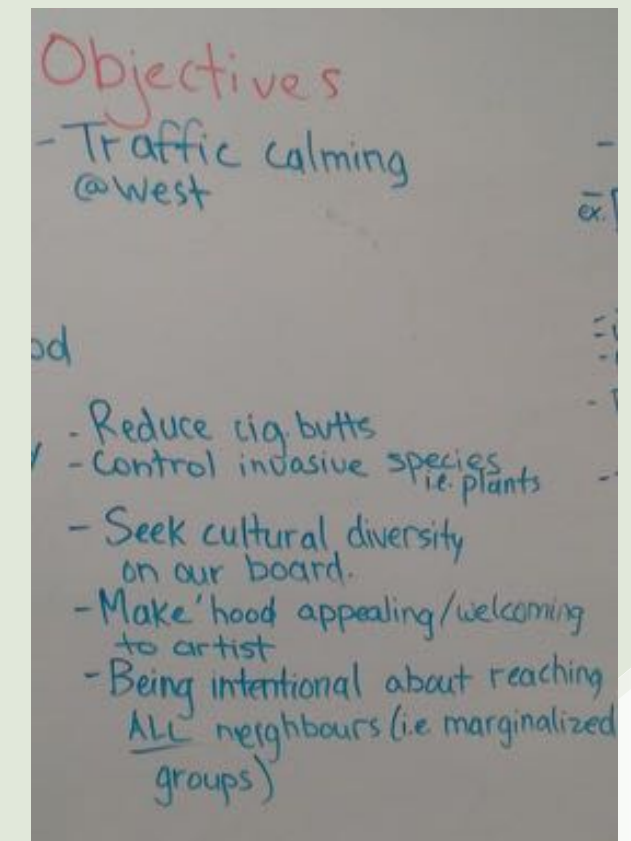 Objectives
- Traffic calming
@West
ex.
- Reduce cig. butts
- Control invasive species
i.e. plants
- Seek cultural diversity
on our board.
- Make 'hood appealing/welcoming
to artist
- Being intentional about reaching
ALL neighbours (i.e marginalized
groups)